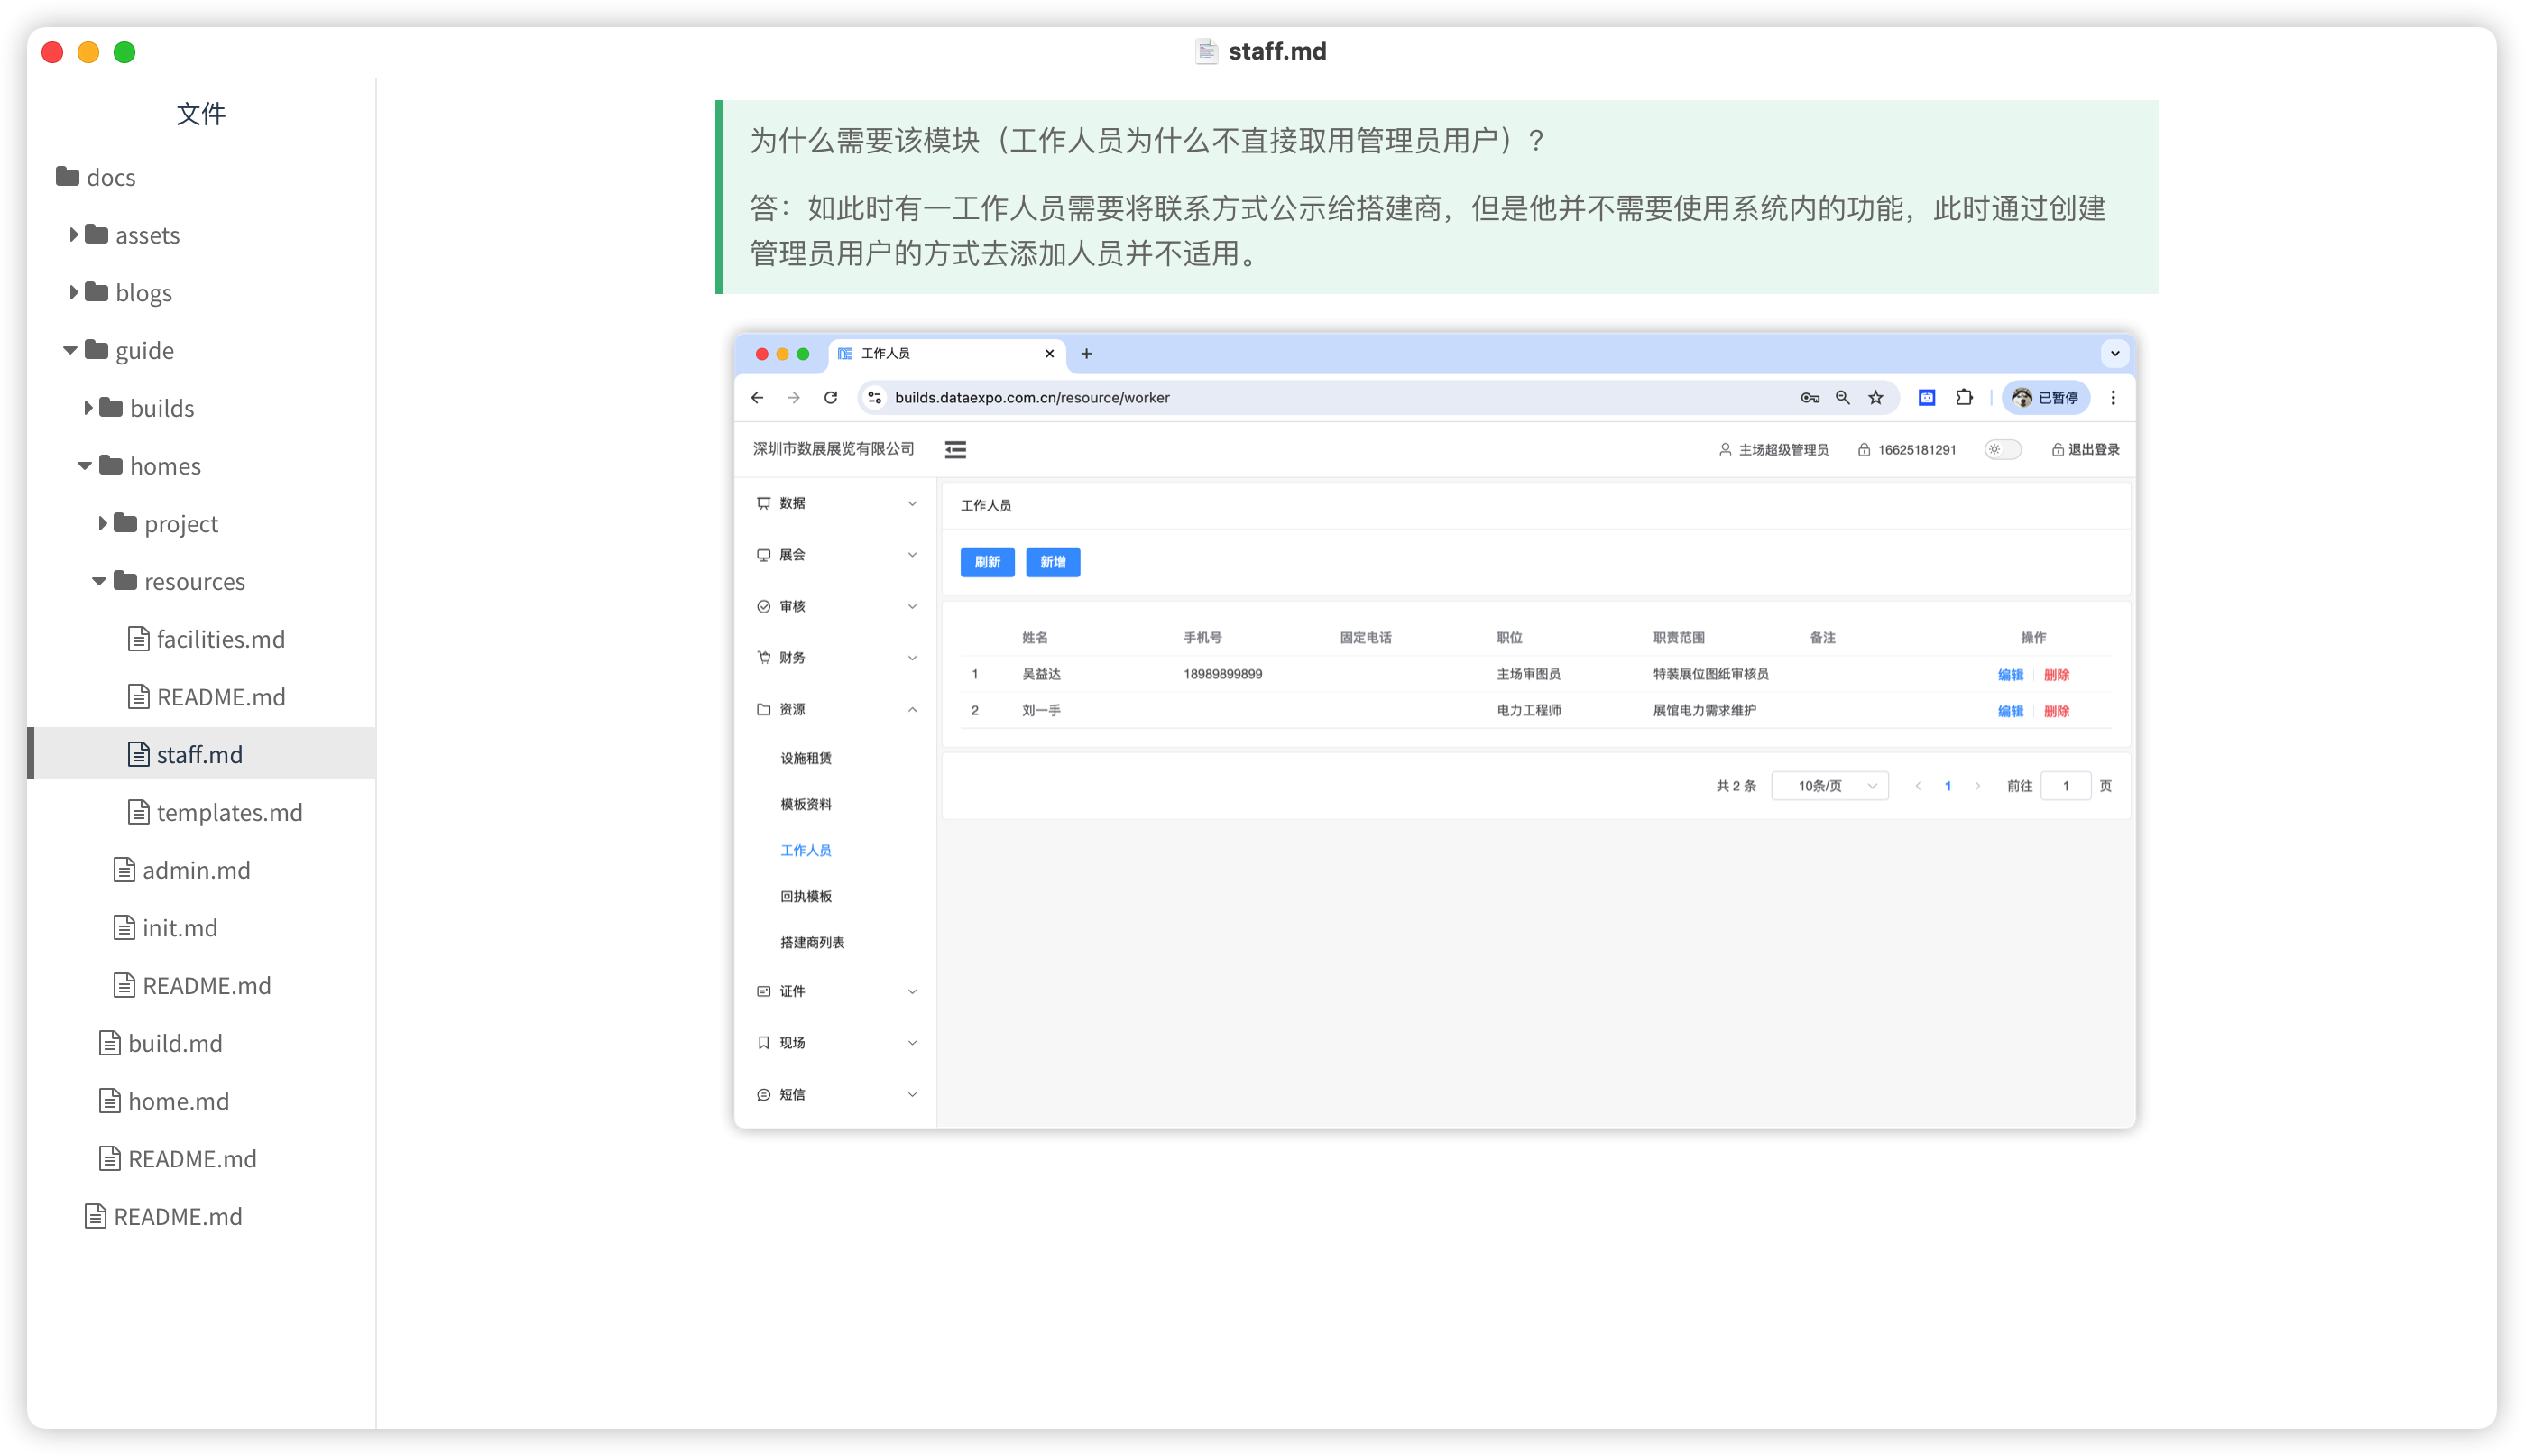 staff.md
文件
docs
assets
blogs
guide
builds
homes
project
resources
facilities.md
README.md
staff.md
templates.md
admin.md
init.md
README.md
build.md
home.md
README.md
README.md
为什么需要该模块（工作人员为什么不直接取用管理员用户）?
答：如此时有一工作人员需要将联系方式公示给搭建商，但是他并不需要使用系统内的功能，此时通过创建
管理员用户的方式去添加人员并不适用。
工作人员
builds.dataexpo.com.cn/resource/worker
已暂停
深圳市数展展览有限公司
主场超级管理员 16625181291 退出登录
数据
展会
审核
财务
资源
设施租赁
模板资料
工作人员
回执模板
搭建商列表
证件
现场
短信
工作人员
刷新 新增
姓名 手机号 固定电话 职位 职责范围 备注 操作
1 吴益达 18989899899 主场审图员 特装展位图纸审核员 编辑 删除
2 刘一手 电力工程师 展馆电力需求维护 编辑 删除
共 2 条 10条/页 1 前往 1 页